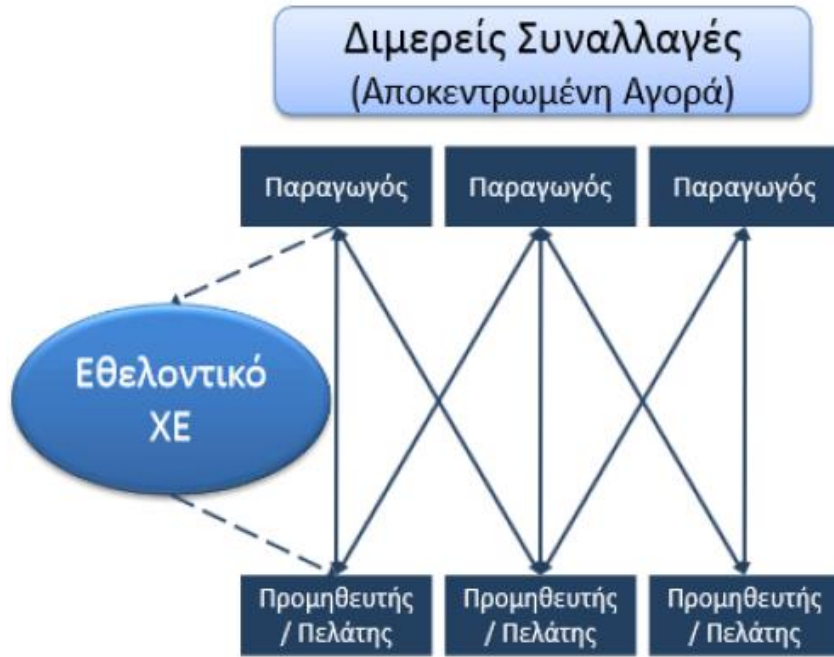 Διμερείς Συναλλαγές
(Αποκεντρωμένη Αγορά)
Παραγωγός
Παραγωγός
Παραγωγός
Εθελοντικό
ΧΕ
Προμηθευτής
/ Πελάτης
Προμηθευτής
/ Πελάτης
Προμηθευτής
/ Πελάτης